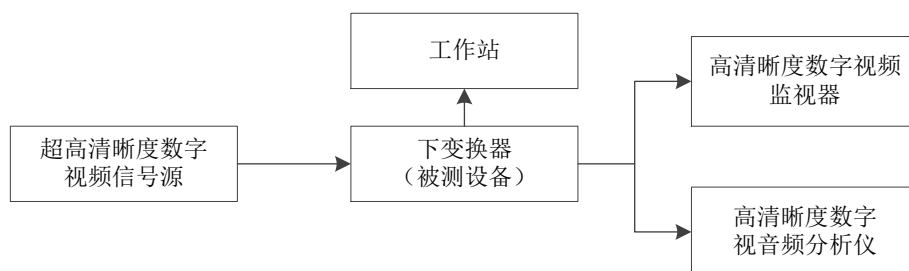 工作站
高清晰度数字视频
监视器
超高清晰度数字
视频信号源
下变换器
（被测设备）
高清晰度数字
视音频分析仪